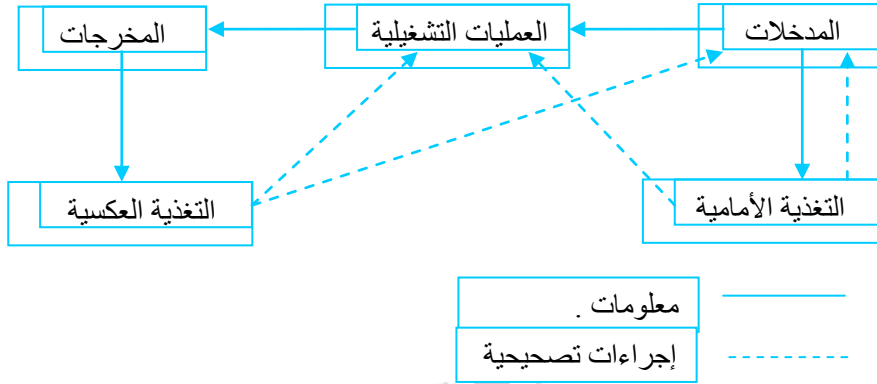 المدخلات
العمليات التشغيلية
المخرجات
التغذية الأمامية
التغذية العكسية
معلومات .
إجراءات تصحيحية